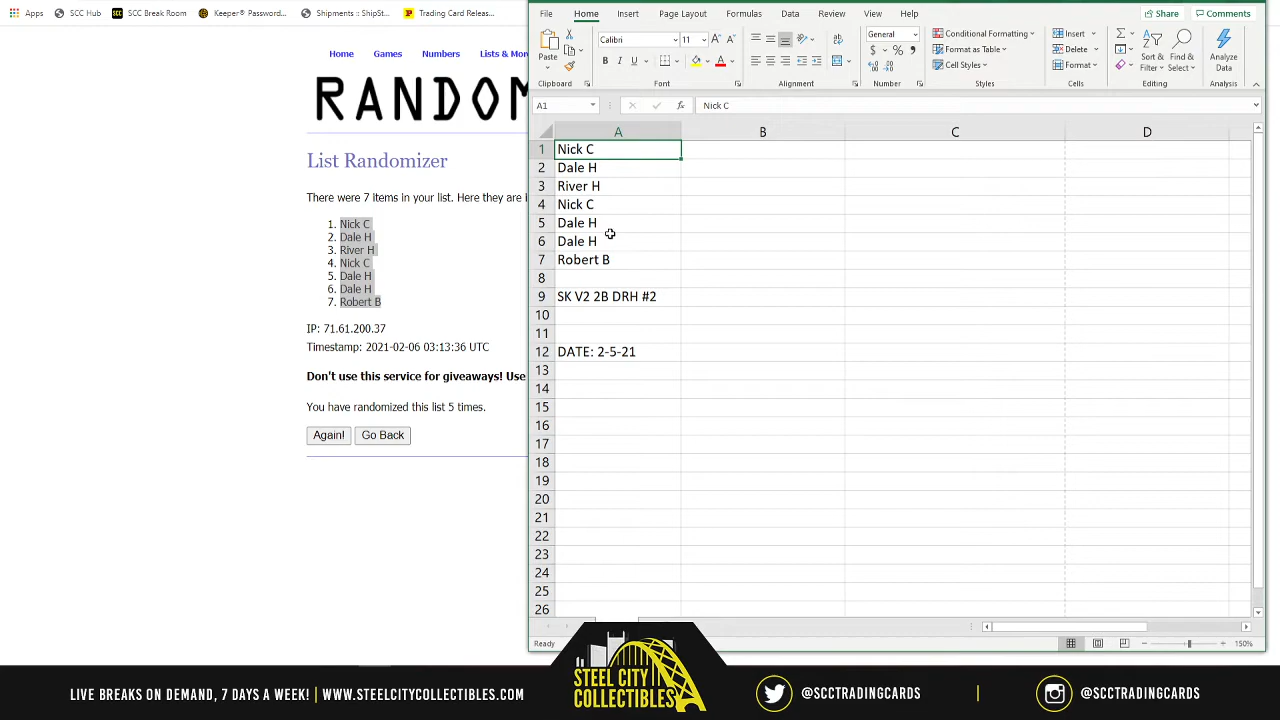 Apps SCC Hub SCC Break Room Keeper® Password... Shipments :: ShipSt... Trading Card Releas...
Home Games Numbers Lists & Mor
RANDOM
List Randomizer
There were 7 items in your list. Here they are i
1. Nick C
2. Dale H
3. River H
4. Nick C
5. Dale H
6. Dale H
7. Robert B
IP: 71.61.200.37
Timestamp: 2021-02-06 03:13:36 UTC
Don't use this service for giveaways! Use
You have randomized this list 5 times.
Again! Go Back
File Home Insert Page Layout Formulas Data Review View Help Share Comments
Paste
Calibri 11
B I U A
General
$ % 9
Conditional Formatting
Format as Table
Cell Styles
Insert
Delete
Format
Sort & Filter
Find & Select
Analyze Data
Clipboard Font Alignment Number Styles Cells Editing Analysis
A1 fx Nick C
A B C D
1 Nick C
2 Dale H
3 River H
4 Nick C
5 Dale H
6 Dale H
7 Robert B
8
9 SK V2 2B DRH #2
10
11
12 DATE: 2-5-21
13
14
15
16
17
18
19
20
21
22
23
24
25
26
Ready 150%
LIVE BREAKS ON DEMAND, 7 DAYS A WEEK! | WWW.STEELCITYCOLLECTIBLES.COM
STEEL CITY
COLLECTIBLES
@SCCTRADINGCARDS | @SCCTRADINGCARDS